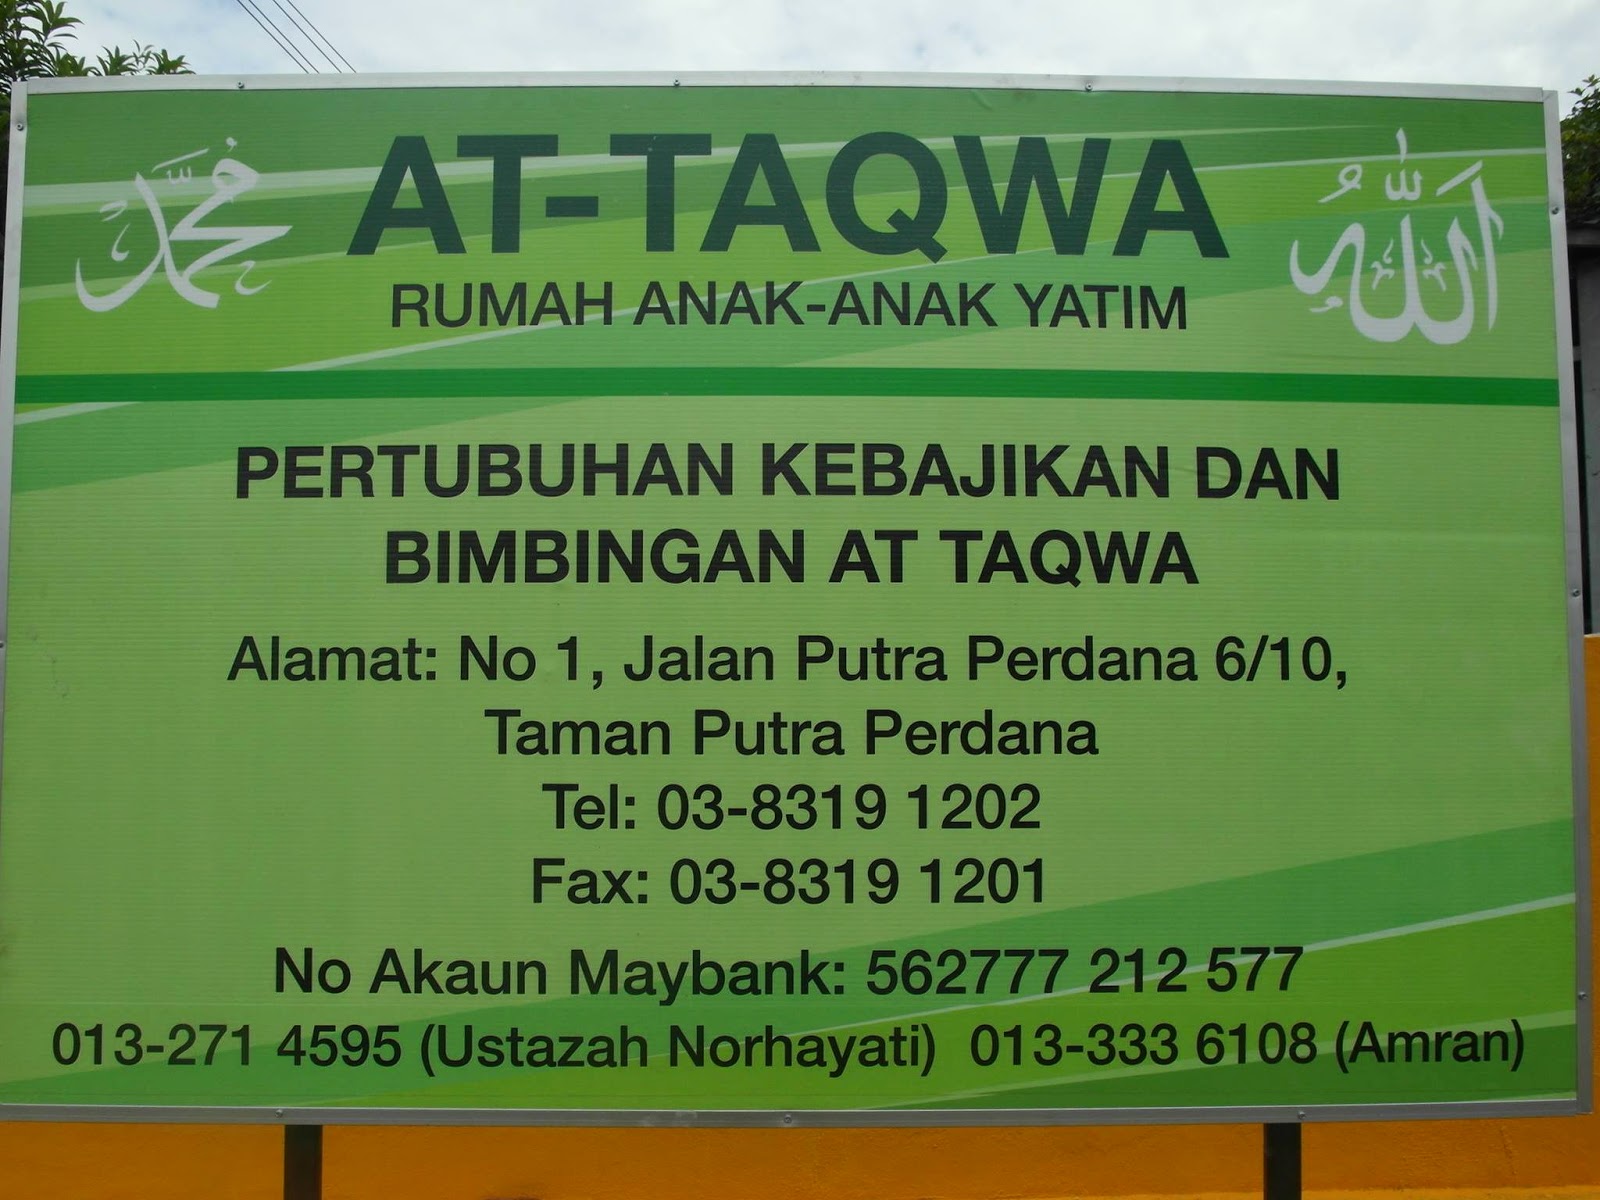 محمد
AT-TAQWA
الله
RUMAH ANAK-ANAK YATIM
PERTUBUHAN KEBAJIKAN DAN
BIMBINGAN AT TAQWA
Alamat: No 1, Jalan Putra Perdana 6/10,
Taman Putra Perdana
Tel: 03-8319 1202
Fax: 03-8319 1201
No Akaun Maybank: 562777 212 577
013-271 4595 (Ustazah Norhayati) 013-333 6108 (Amran)